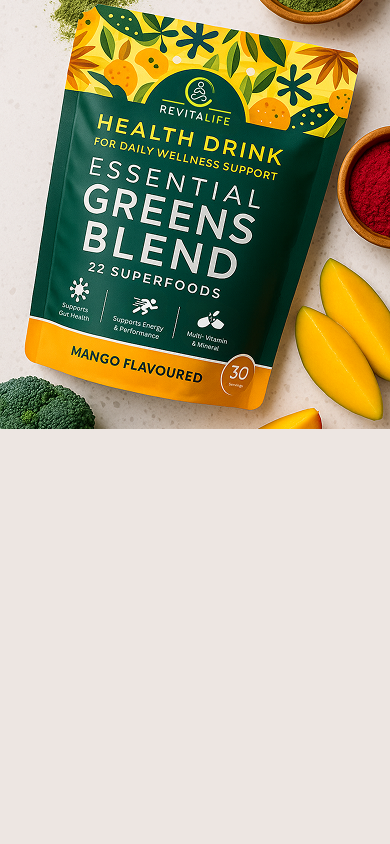 REVITALIFE
HEALTH DRINK
FOR DAILY WELLNESS SUPPORT
ESSENTIAL
GREENS
BLEND
22 SUPERFOODS
Supports
Gut Health
Supports Energy
& Performance
Multi- Vitamin
& Mineral
MANGO FLAVOURED
30
Servings